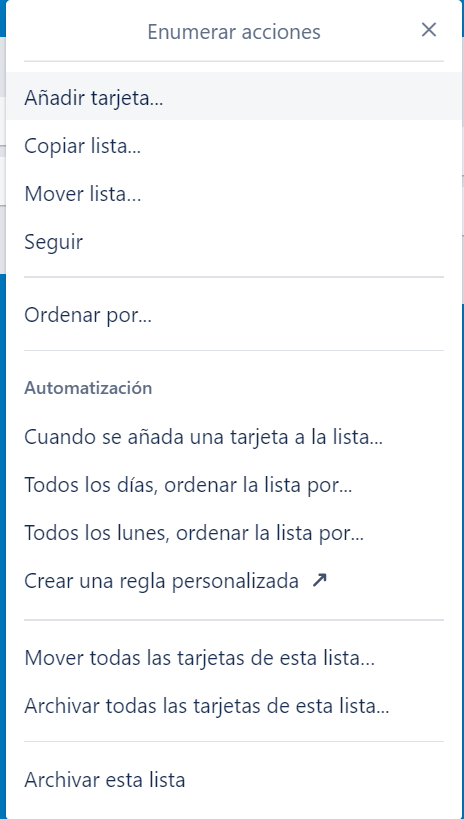 Enumerar acciones
Añadir tarjeta...
Copiar lista...
Mover lista...
Seguir
Ordenar por...
Automatización
Cuando se añada una tarjeta a la lista...
Todos los días, ordenar la lista por...
Todos los lunes, ordenar la lista por...
Crear una regla personalizada
Mover todas las tarjetas de esta lista...
Archivar todas las tarjetas de esta lista...
Archivar esta lista